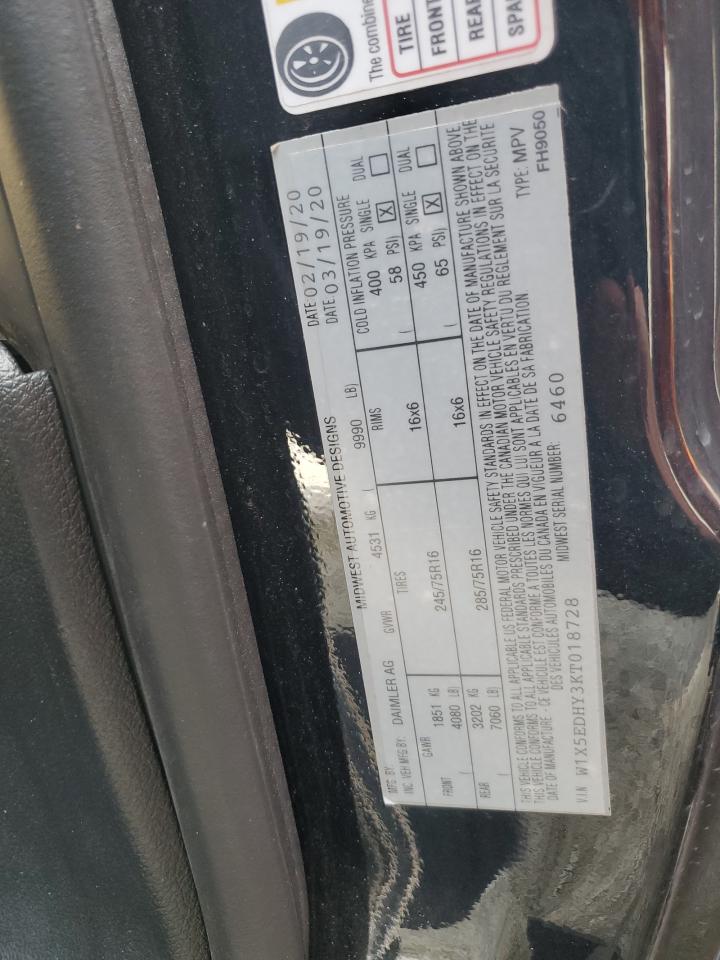 The combine
TIRE
FRONT
REAR
SPAR
MFG. BY: MIDWEST AUTOMOTIVE DESIGNS DATE 02/19/20
INC. VEH MFG. BY: DAIMLER AG GVWR 4531 KG ( 9990 LB) DATE 03/19/20
GAWR TIRES RIMS COLD INFLATION PRESSURE
FRONT 1851 KG 245/75R16 16x6 400 KPA SINGLE DUAL
( 4080 LB) ( 58 PSI) X
REAR 3202 KG 285/75R16 16x6 450 KPA SINGLE DUAL
( 7060 LB) ( 65 PSI) X
THIS VEHICLE CONFORMS TO ALL APPLICABLE US FEDERAL MOTOR VEHICLE SAFETY STANDARDS IN EFFECT ON THE DATE OF MANUFACTURE SHOWN ABOVE
THIS VEHICLE CONFORMS TO ALL APPLICABLE STANDARDS PRESCRIBED UNDER THE CANADIAN MOTOR VEHICLE SAFETY REGULATIONS IN EFFECT ON THE
DATE OF MANUFACTURE - CE VEHICULE EST CONFORME A TOUTES LES NORMES QUI LUI SONT APPLICABLES EN VERTU DU REGLEMENT SUR LA SECURITE
DES VEHICULES AUTOMOBILES DU CANADA EN VIGUEUR A LA DATE DE SA FABRICATION
TYPE: MPV
V.I.N W1X5EDHY3KT018728 MIDWEST SERIAL NUMBER: 6460 FH9050